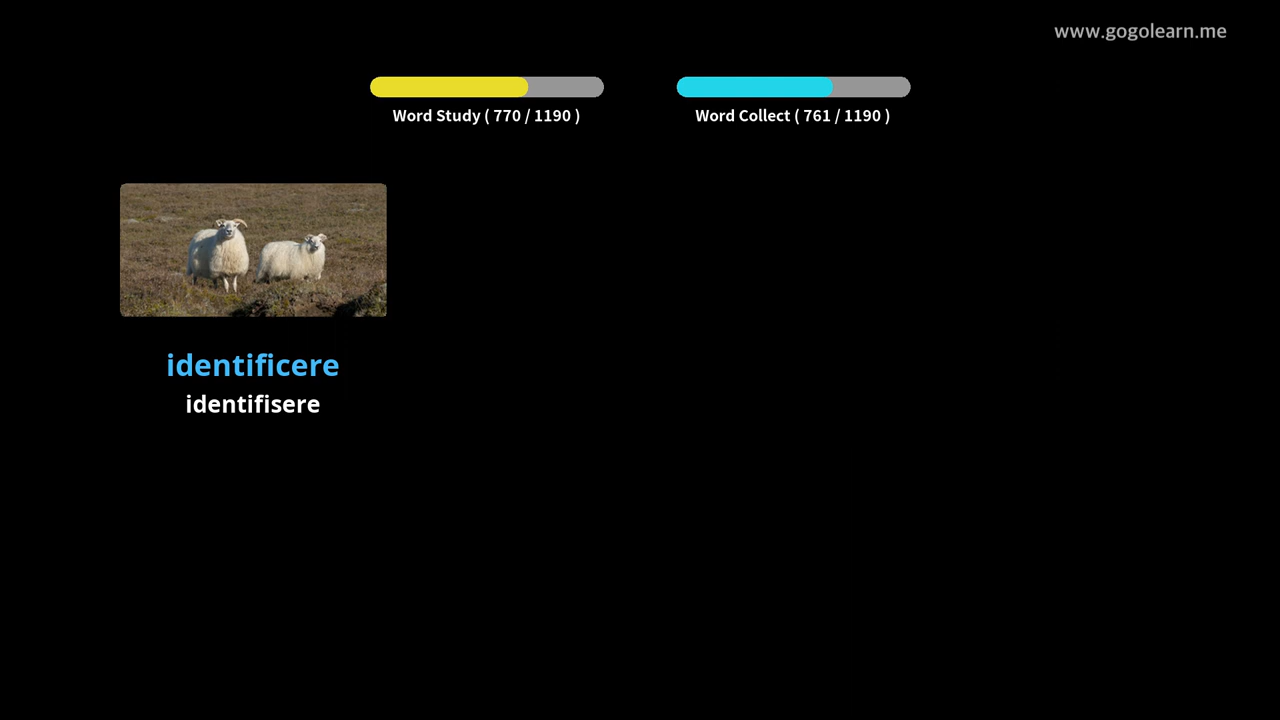 www.gogolearn.me
Word Study ( 770 / 1190 )
Word Collect ( 761 / 1190 )
identificere
identifisere